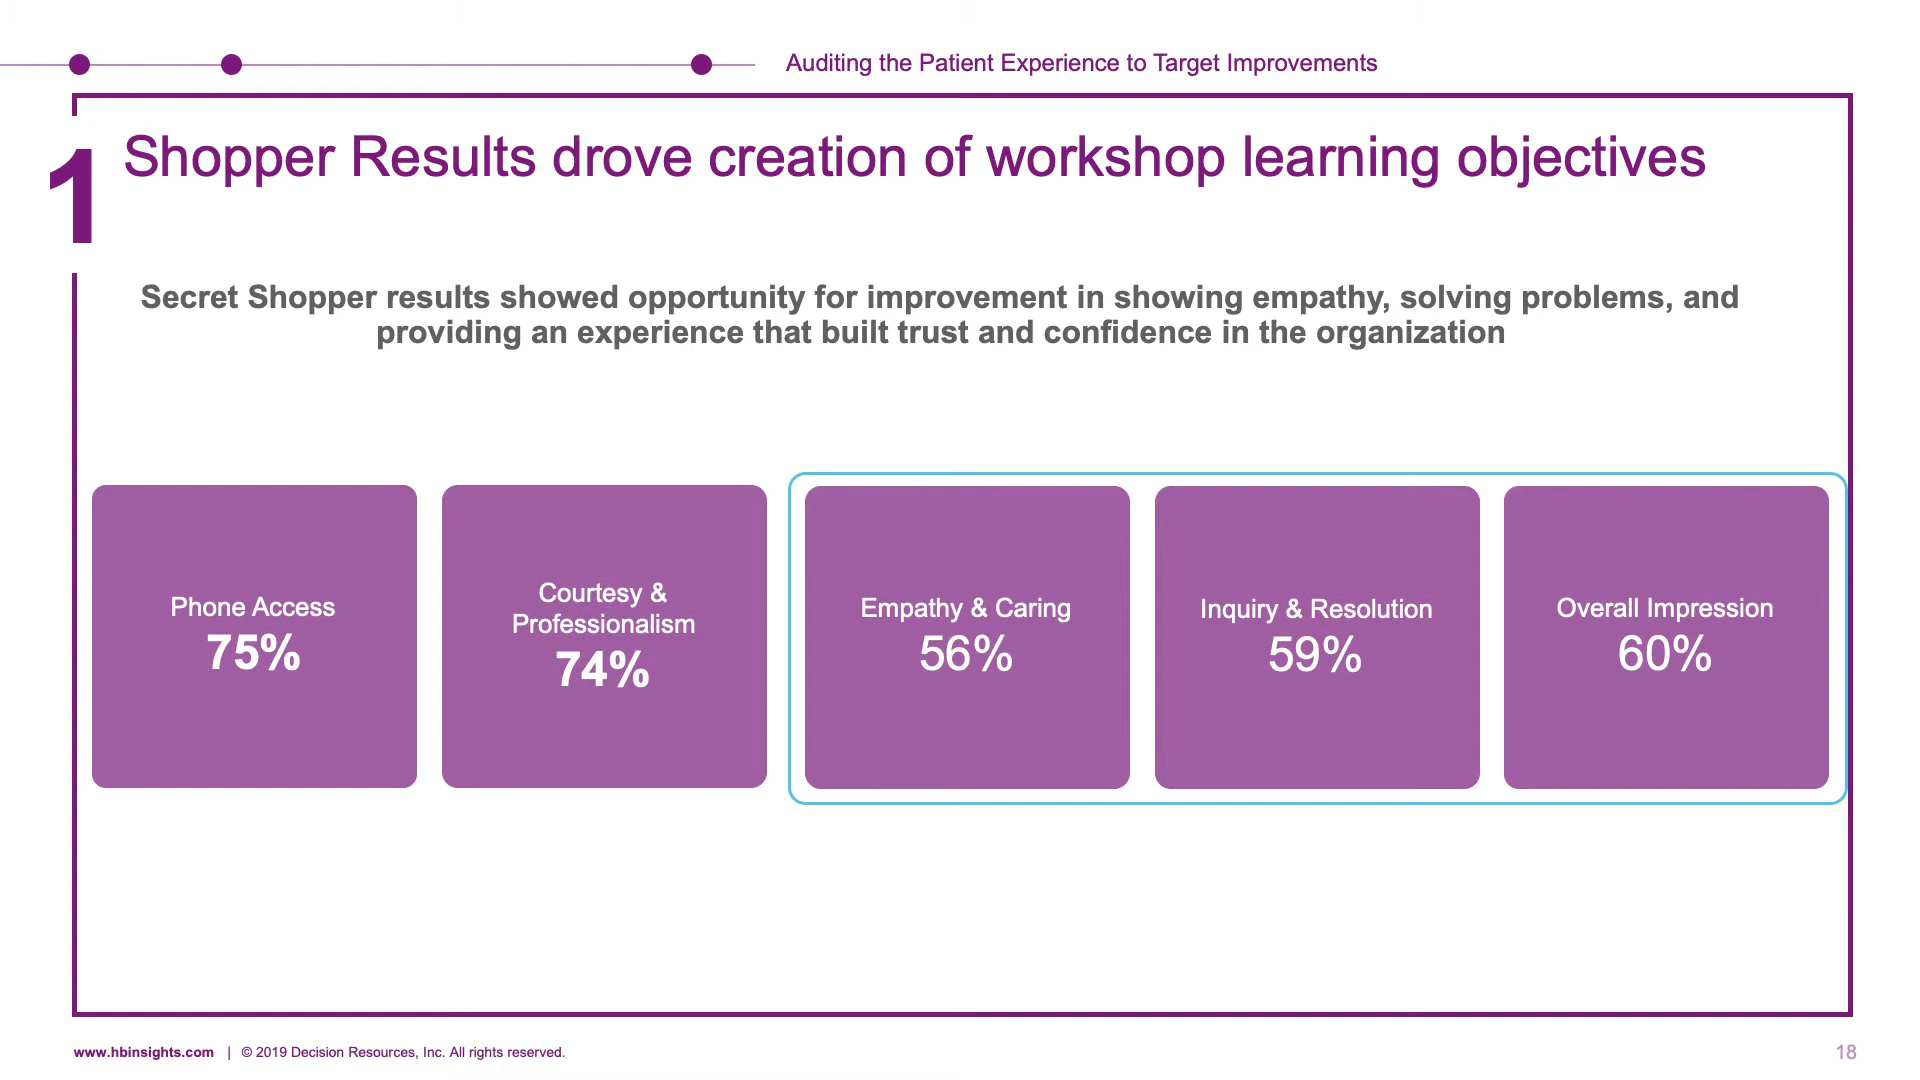 Auditing the Patient Experience to Target Improvements
1
Shopper Results drove creation of workshop learning objectives
Secret Shopper results showed opportunity for improvement in showing empathy, solving problems, and
providing an experience that built trust and confidence in the organization
Phone Access
75%
Courtesy &
Professionalism
74%
Empathy & Caring
56%
Inquiry & Resolution
59%
Overall Impression
60%
www.hbinsights.com | © 2019 Decision Resources, Inc. All rights reserved.
18